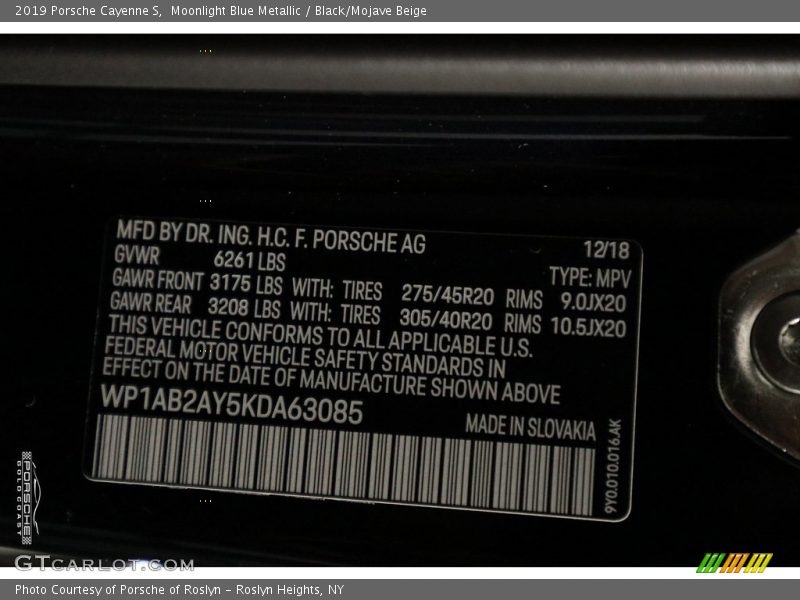 2019 Porsche Cayenne S,  Moonlight Blue Metallic / Black/Mojave Beige
MFD BY DR. ING. H.C. F. PORSCHE AG 12/18
GVWR 6261 LBS TYPE: MPV
GAWR FRONT 3175 LBS WITH: TIRES 275/45R20 RIMS 9.0JX20
GAWR REAR 3208 LBS WITH: TIRES 305/40R20 RIMS 10.5JX20
THIS VEHICLE CONFORMS TO ALL APPLICABLE U.S.
FEDERAL MOTOR VEHICLE SAFETY STANDARDS IN
EFFECT ON THE DATE OF MANUFACTURE SHOWN ABOVE
WP1AB2AY5KDA63085
MADE IN SLOVAKIA
9Y0.010.016.AK
PORSCHE
GOLD COAST
GTcarlot.com
Photo Courtesy of Porsche of Roslyn – Roslyn Heights, NY